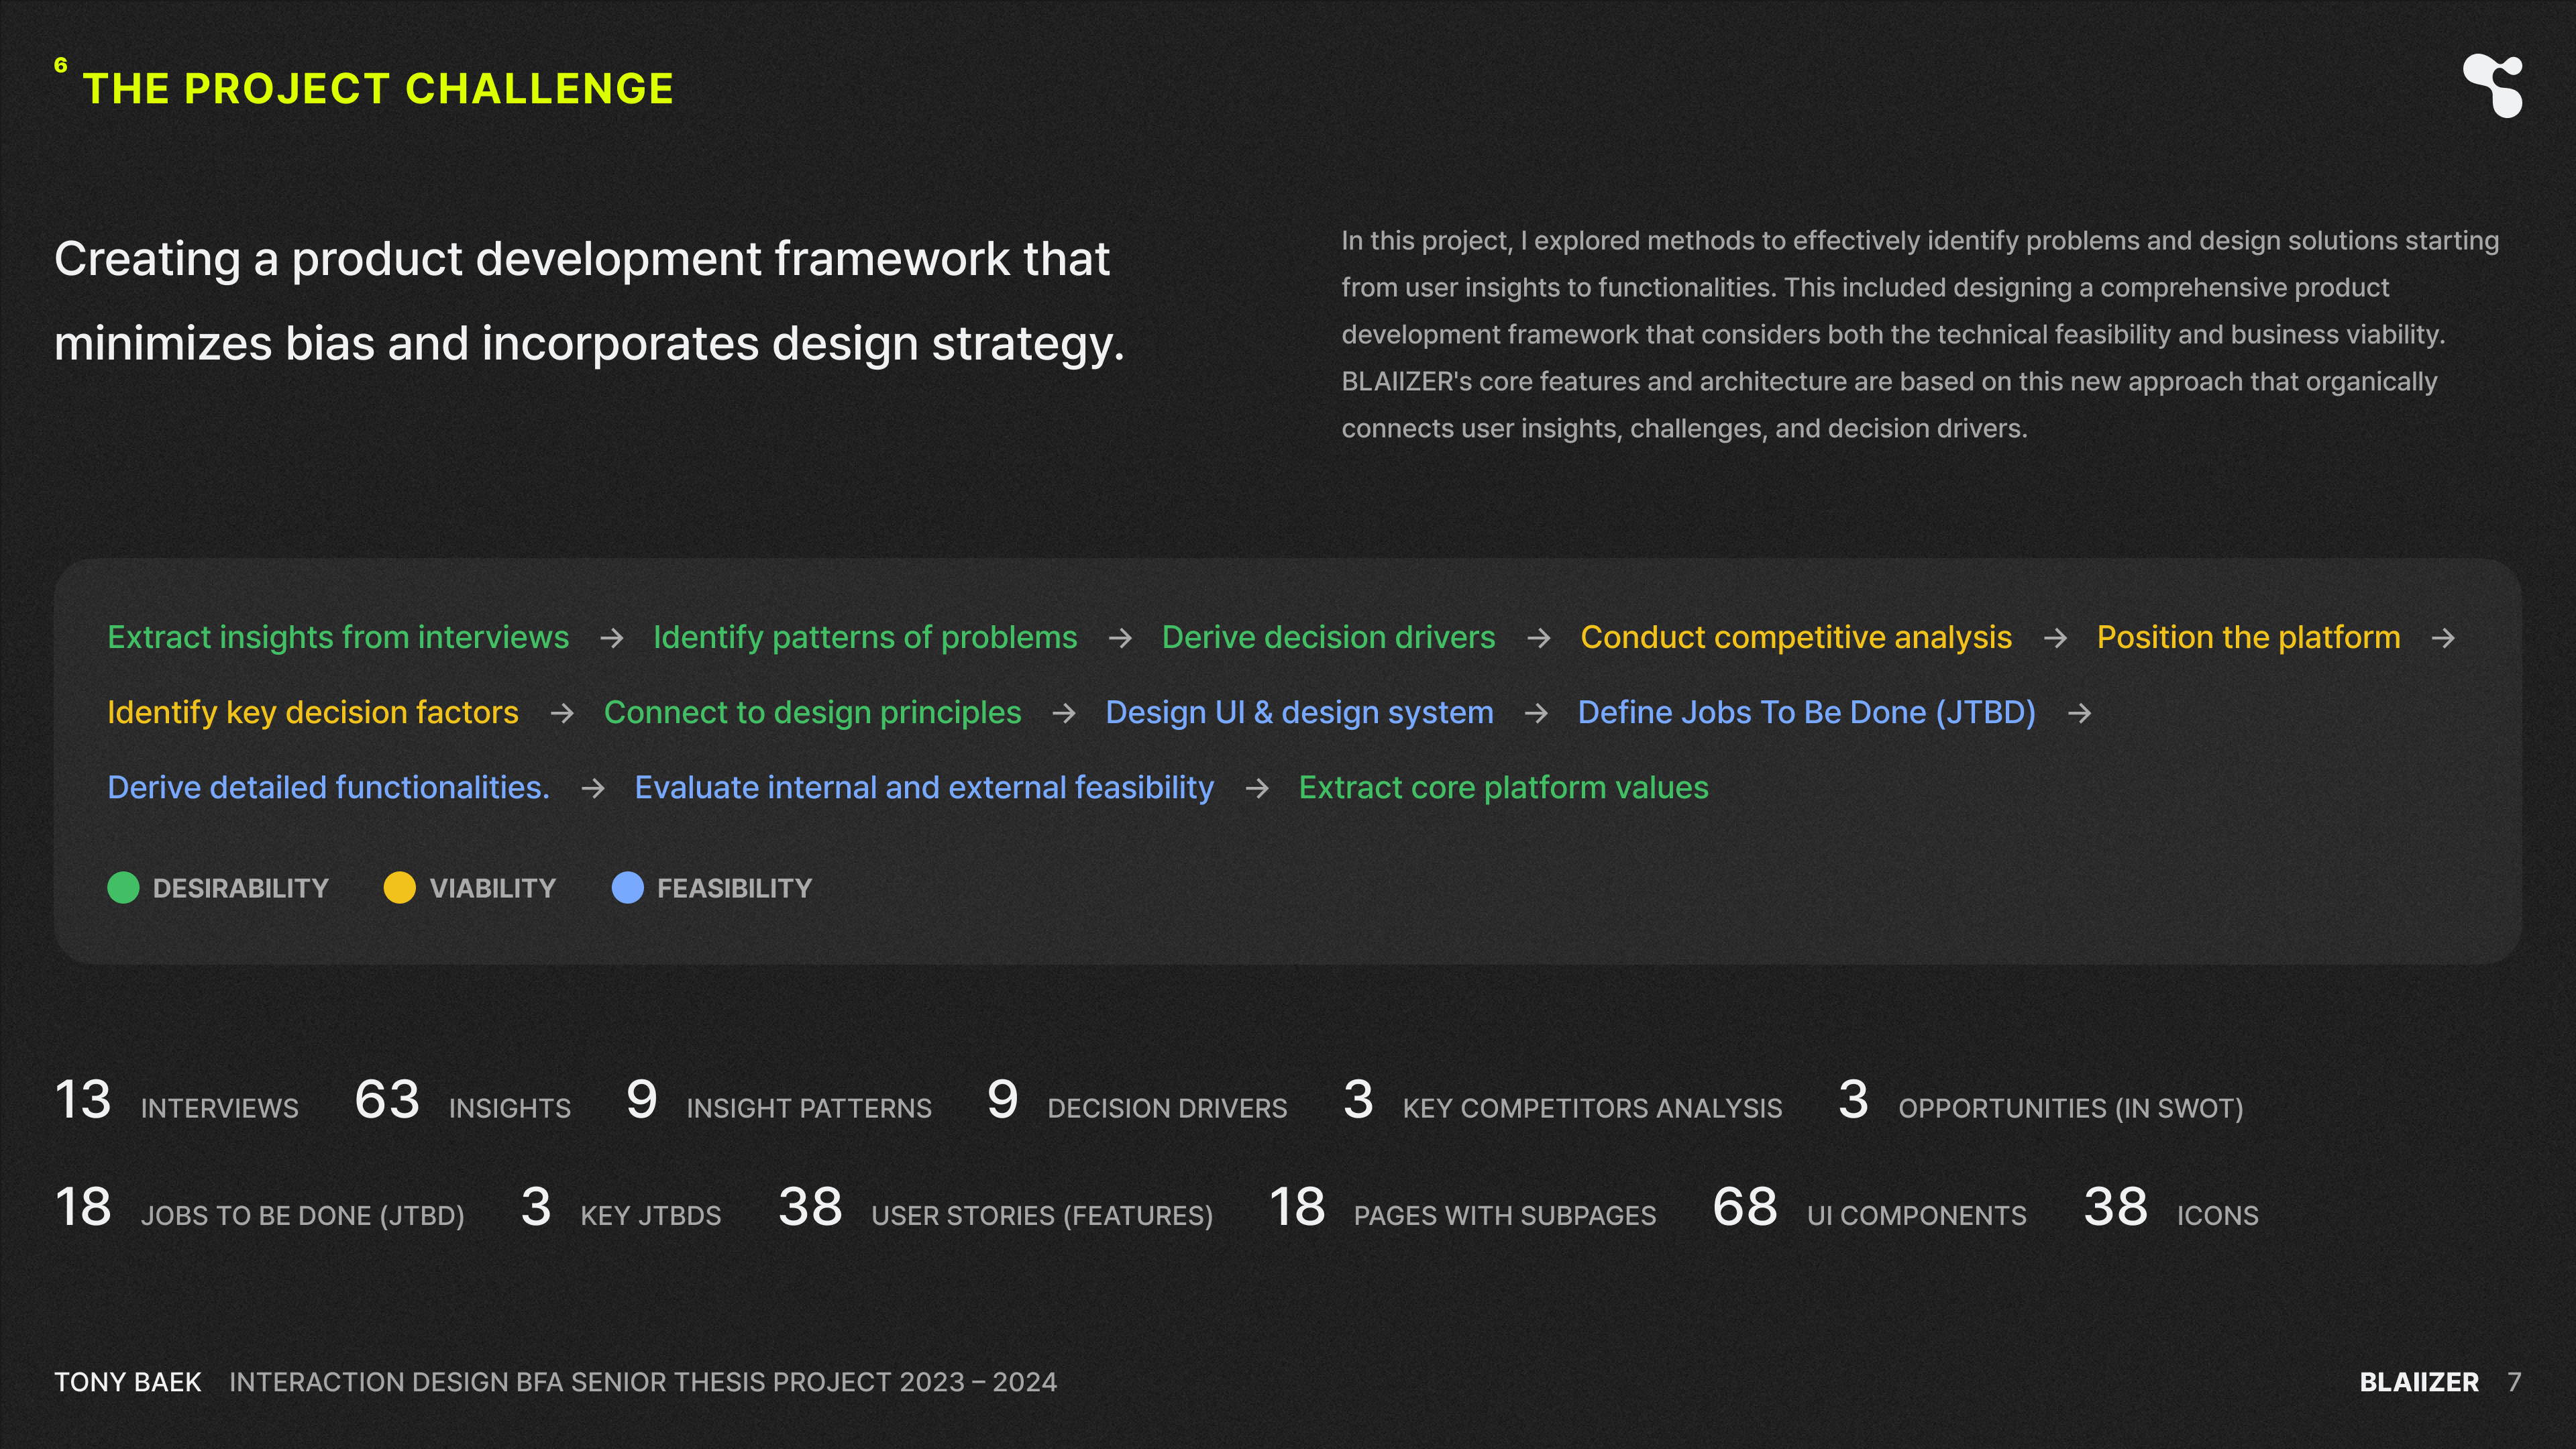 6 THE PROJECT CHALLENGE
Creating a product development framework that
minimizes bias and incorporates design strategy.
In this project, I explored methods to effectively identify problems and design solutions starting
from user insights to functionalities. This included designing a comprehensive product
development framework that considers both the technical feasibility and business viability.
BLAIIZER's core features and architecture are based on this new approach that organically
connects user insights, challenges, and decision drivers.
Extract insights from interviews → Identify patterns of problems → Derive decision drivers → Conduct competitive analysis → Position the platform →
Identify key decision factors → Connect to design principles → Design UI & design system → Define Jobs To Be Done (JTBD) →
Derive detailed functionalities. → Evaluate internal and external feasibility → Extract core platform values
DESIRABILITY VIABILITY FEASIBILITY
13 INTERVIEWS 63 INSIGHTS 9 INSIGHT PATTERNS 9 DECISION DRIVERS 3 KEY COMPETITORS ANALYSIS 3 OPPORTUNITIES (IN SWOT)
18 JOBS TO BE DONE (JTBD) 3 KEY JTBDS 38 USER STORIES (FEATURES) 18 PAGES WITH SUBPAGES 68 UI COMPONENTS 38 ICONS
TONY BAEK INTERACTION DESIGN BFA SENIOR THESIS PROJECT 2023 – 2024
BLAIIZER 7